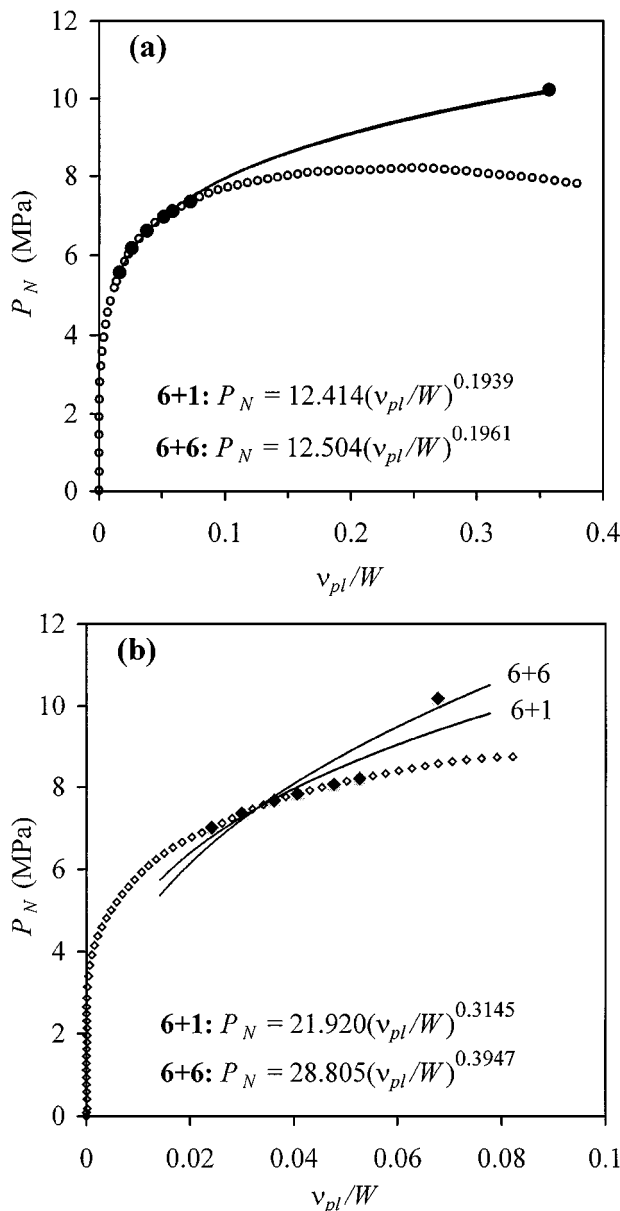 (a)
12
10
8
6
4
2
0
P_N (MPa)
6+1: P_N = 12.414(ν_pl/W)^0.1939
6+6: P_N = 12.504(ν_pl/W)^0.1961
0 0.1 0.2 0.3 0.4
ν_pl/W
(b)
12
10
8
6
4
2
0
P_N (MPa)
6+6
6+1
6+1: P_N = 21.920(ν_pl/W)^0.3145
6+6: P_N = 28.805(ν_pl/W)^0.3947
0 0.02 0.04 0.06 0.08 0.1
ν_pl/W